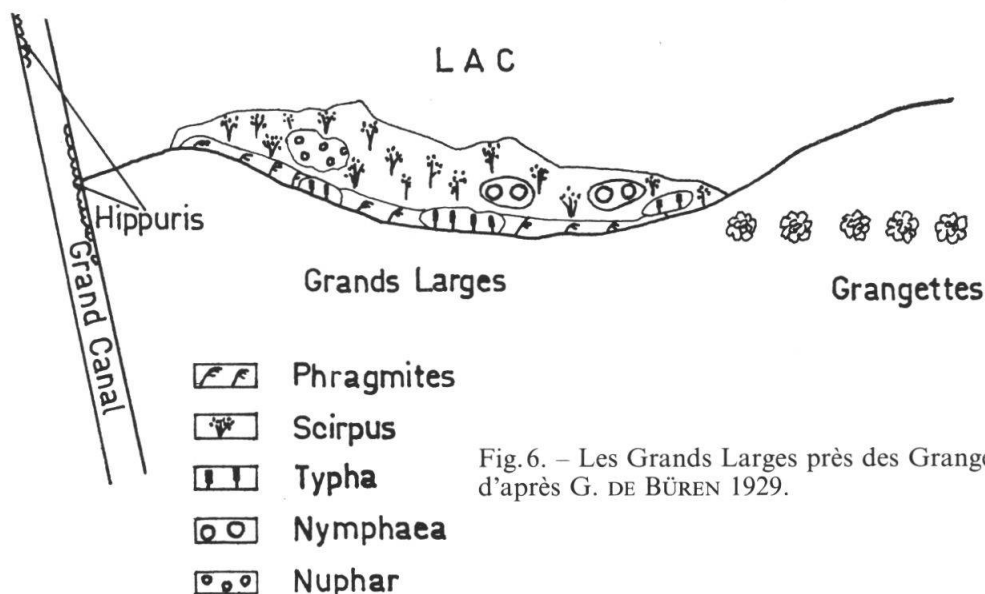 LAC
Hippuris
Grand Canal
Grands Larges
Grangettes
Phragmites
Scirpus
Typha
Nymphaea
Nuphar
Fig. 6. – Les Grands Larges près des
d'après G. DE BÜREN 1929.